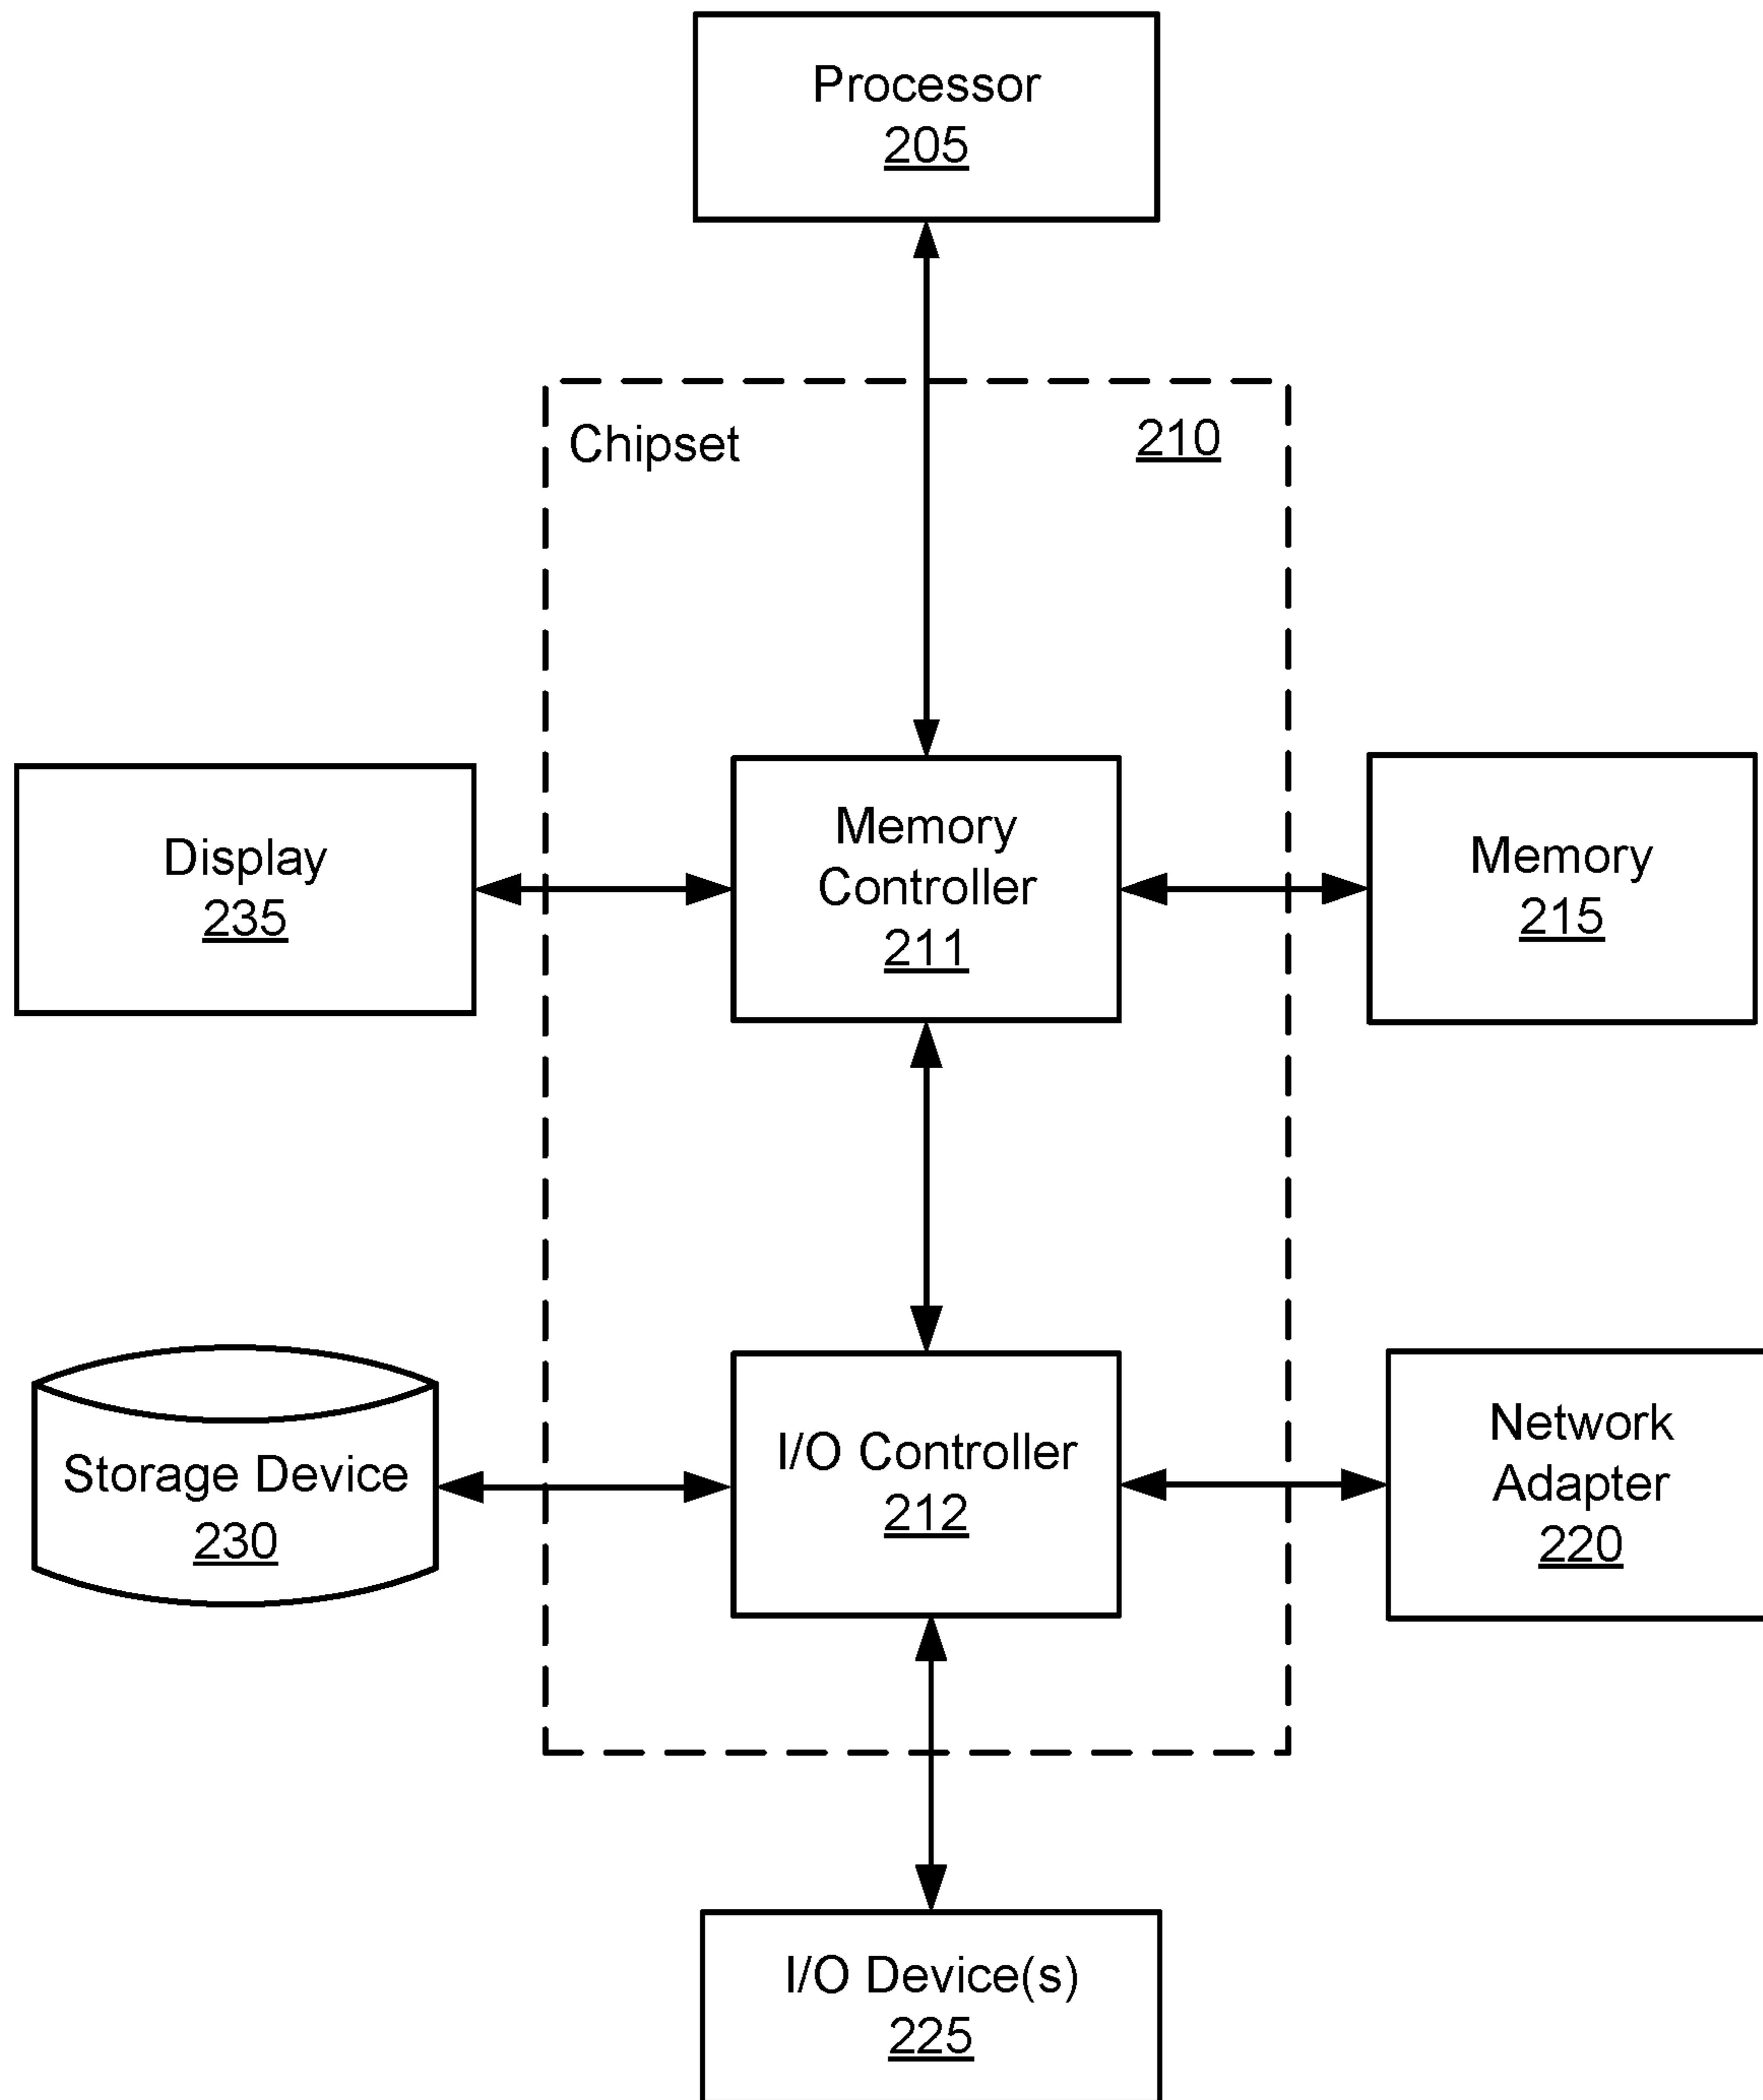 Processor
205
Chipset
210
Display
235
Memory
Controller
211
Memory
215
Storage Device
230
I/O Controller
212
Network
Adapter
220
I/O Device(s)
225